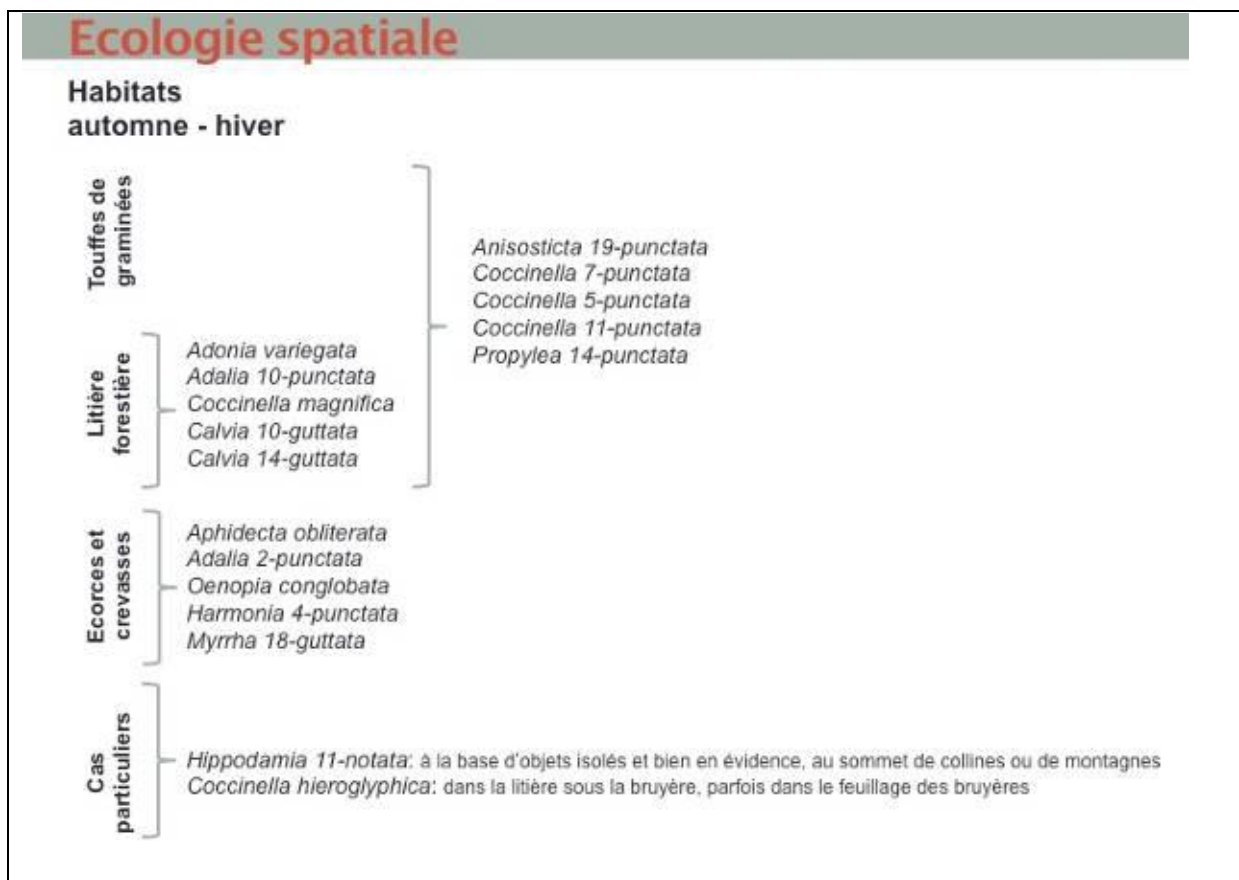 Ecologie spatiale
Habitats
automne - hiver
Touffes de
graminées
Anisosticta 19-punctata
Coccinella 7-punctata
Coccinella 5-punctata
Coccinella 11-punctata
Propylea 14-punctata
Litière
forestière
Adonia variegata
Adalia 10-punctata
Coccinella magnifica
Calvia 10-guttata
Calvia 14-guttata
Ecorces et
crevasses
Aphidecta obliterata
Adalia 2-punctata
Oenopia conglobata
Harmonia 4-punctata
Myrrha 18-guttata
Cas
particuliers
Hippodamia 11-notata: à la base d'objets isolés et bien en évidence, au sommet de collines ou de montagnes
Coccinella hieroglyphica: dans la litière sous la bruyère, parfois dans le feuillage des bruyères